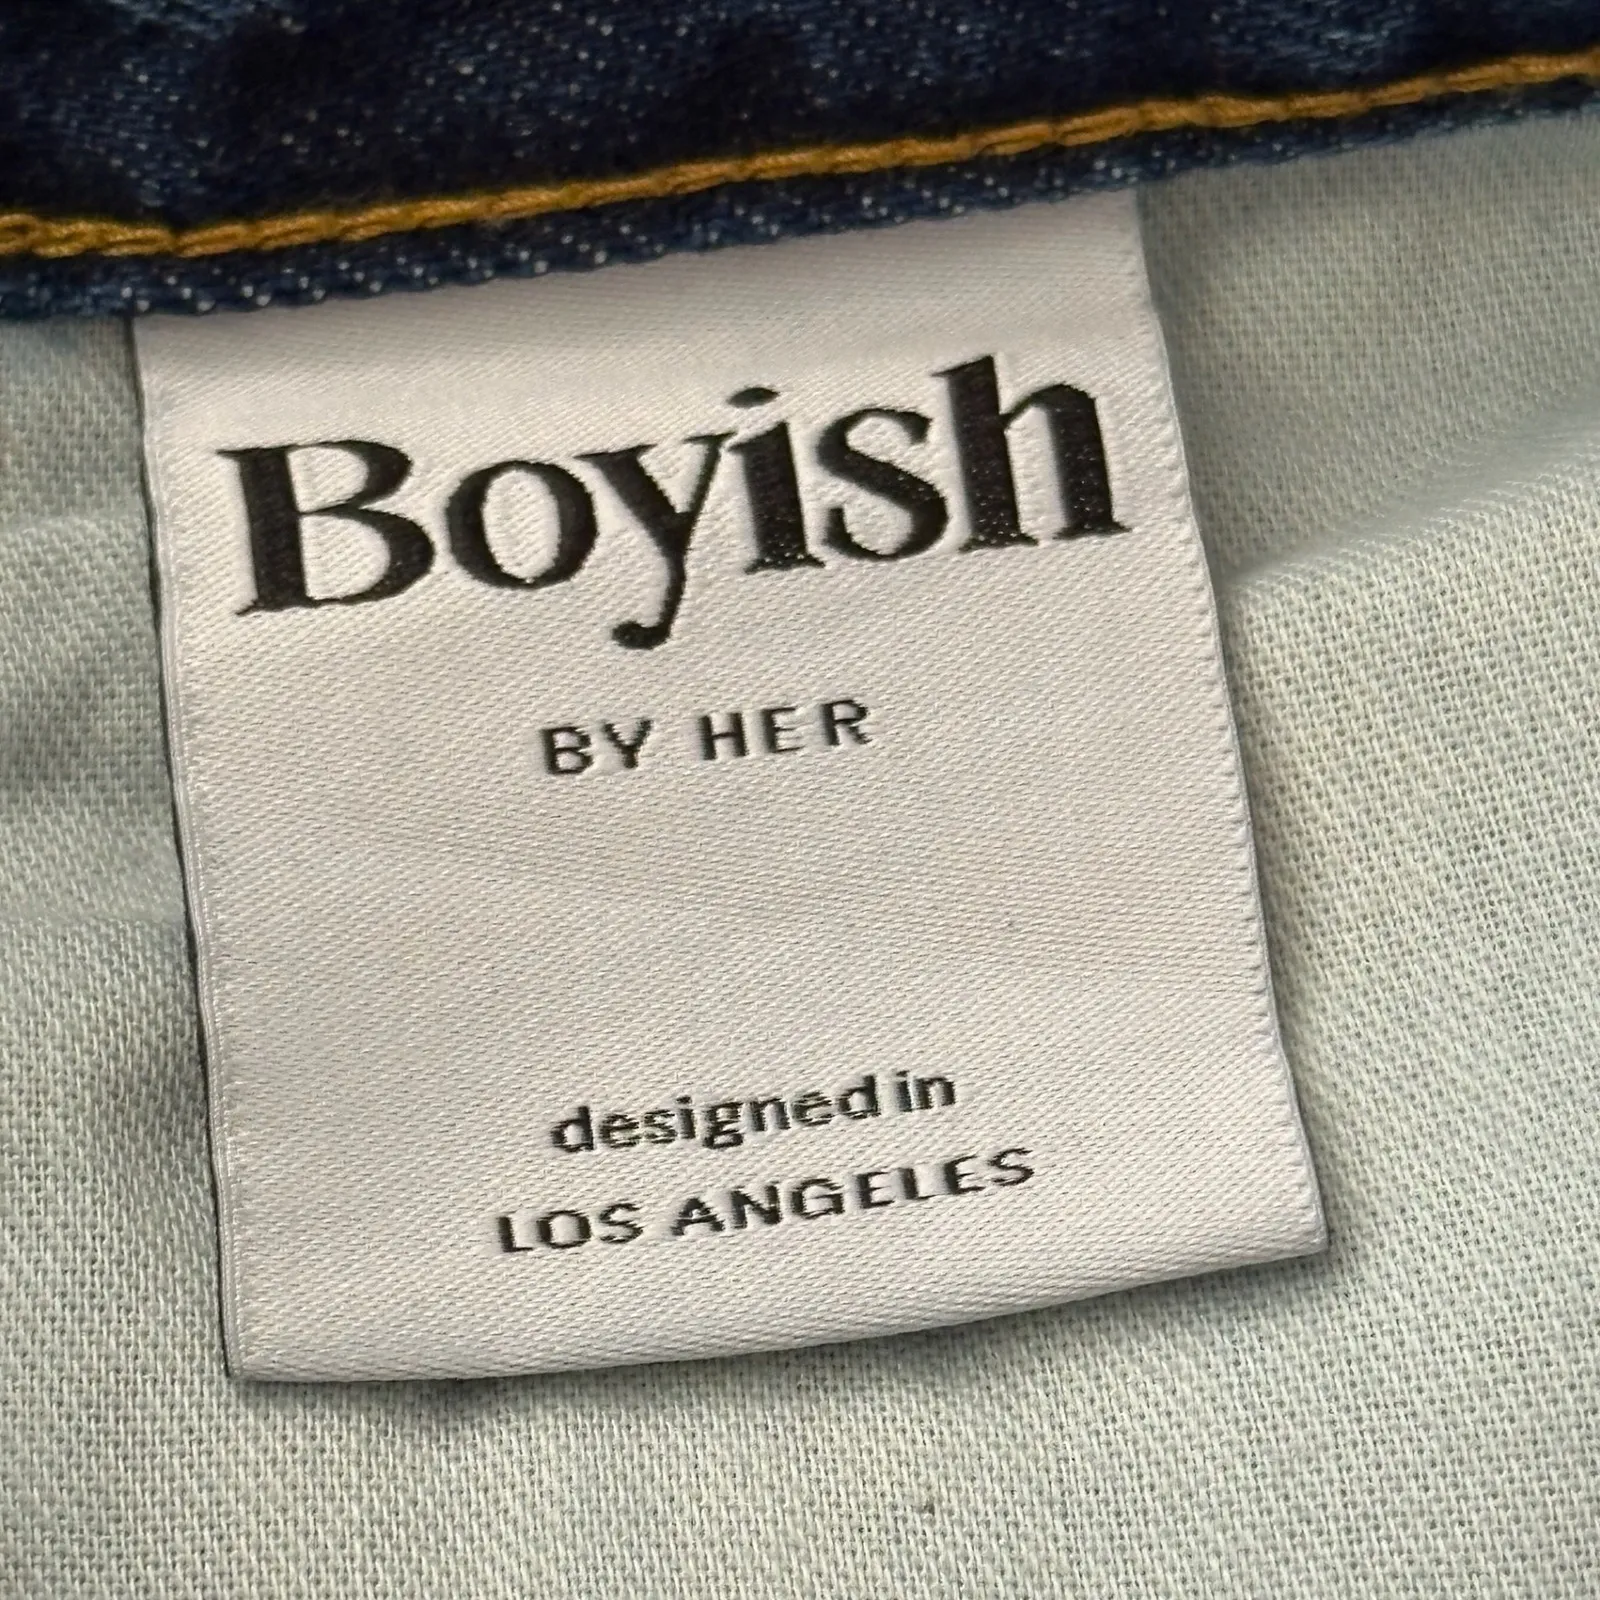 Boyish
BY HER
designed in
LOS ANGELES